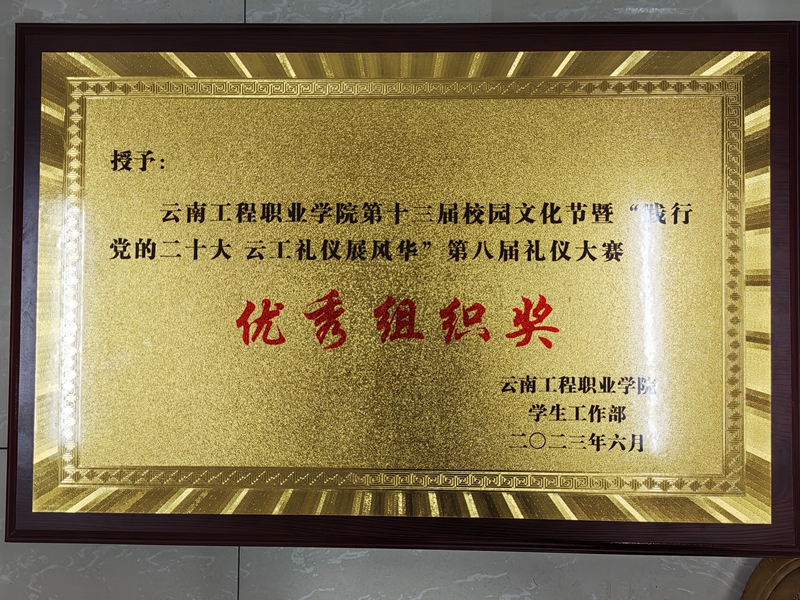 授予：
云南工程职业学院第十三届校园文化节暨“践行
党的二十大 云工礼仪展风华”第八届礼仪大赛
优秀组织奖
云南工程职业学院
学生工作部
二〇二三年六月